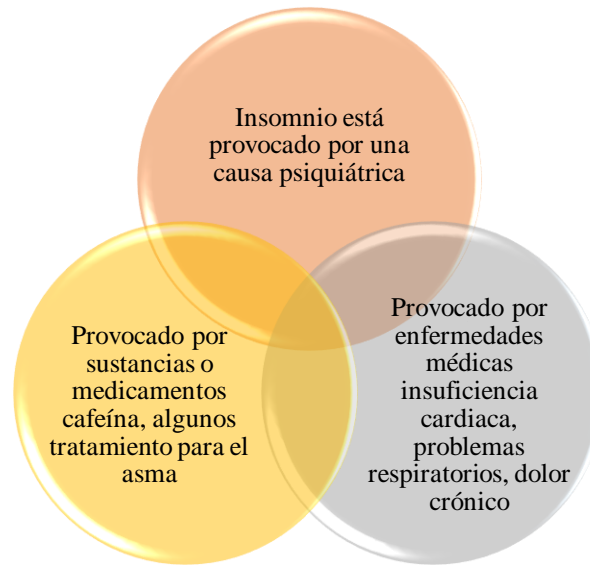 Insomnio está
provocado por una
causa psiquiátrica
Provocado por
sustancias o
medicamentos
cafeína, algunos
tratamiento para el
asma
Provocado por
enfermedades
médicas
insuficiencia
cardiaca,
problemas
respiratorios, dolor
crónico